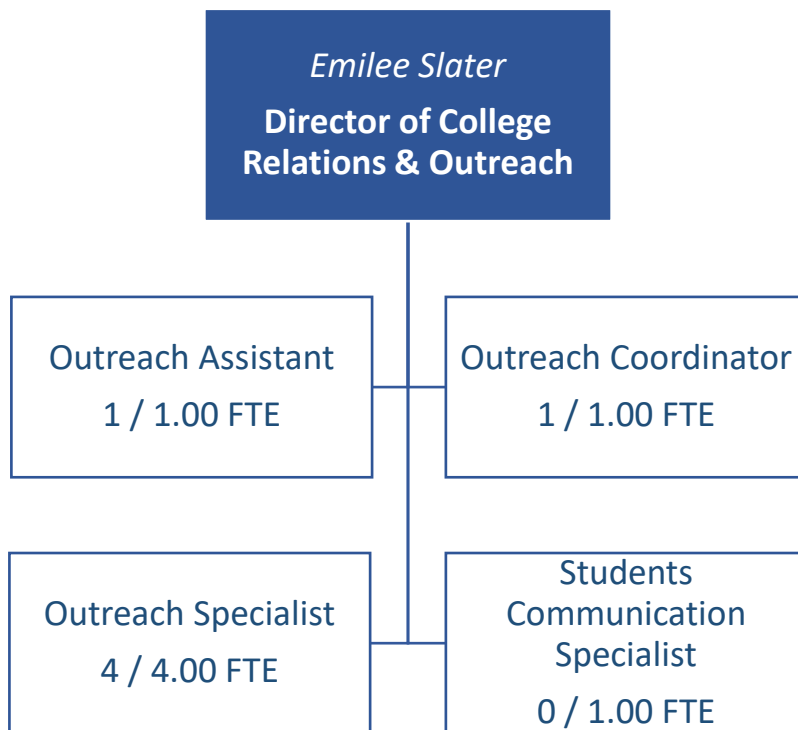 Emilee Slater
Director of College
Relations & Outreach
Outreach Assistant
1 / 1.00 FTE
Outreach Coordinator
1 / 1.00 FTE
Outreach Specialist
4 / 4.00 FTE
Students
Communication
Specialist
0 / 1.00 FTE